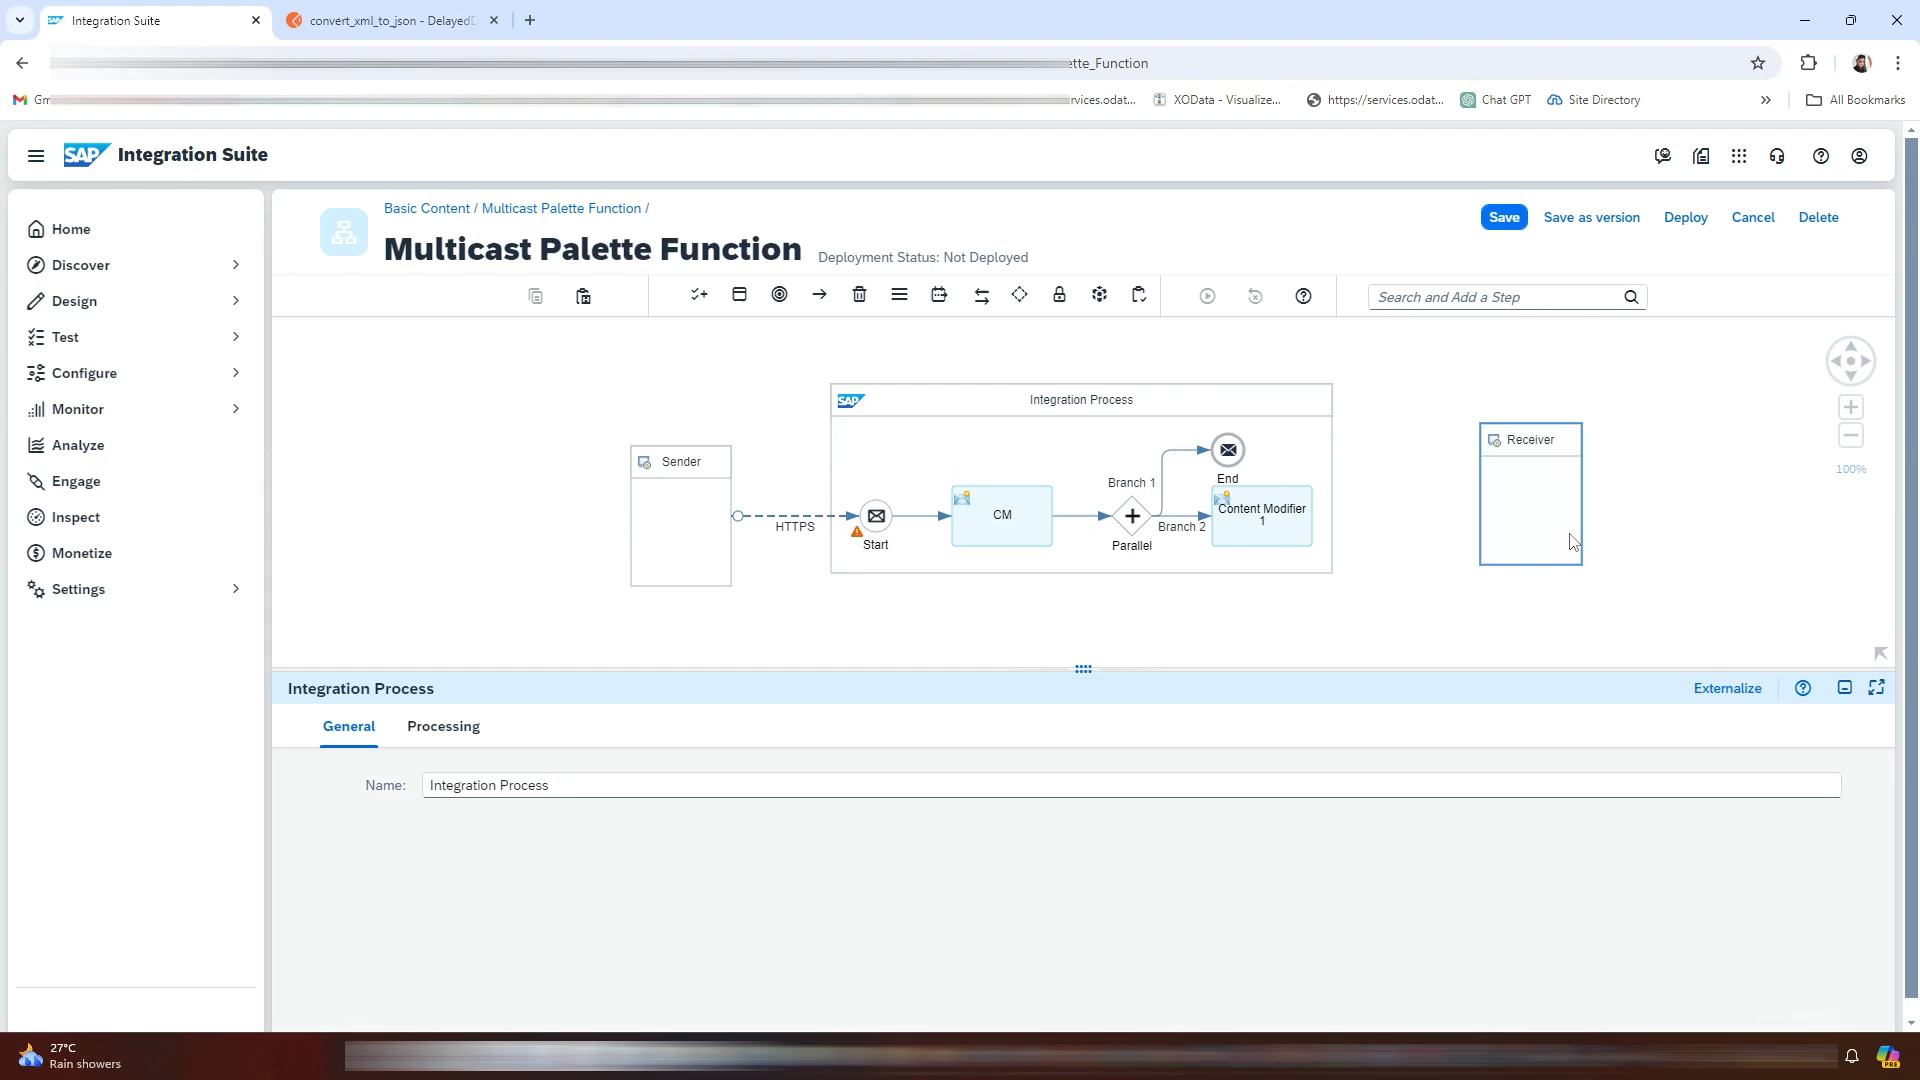 Integration Suite
convert_xml_to_json - Delayed
ette_Function
Gm
rvices.odat...
XOData - Visualize...
https://services.odat...
Chat GPT
Site Directory
All Bookmarks
SAP Integration Suite
Home
Discover
Design
Test
Configure
Monitor
Analyze
Engage
Inspect
Monetize
Settings
Basic Content / Multicast Palette Function /
Multicast Palette Function
Deployment Status: Not Deployed
Save
Save as version
Deploy
Cancel
Delete
Search and Add a Step
100%
SAP
Integration Process
Sender
HTTPS
Start
CM
Parallel
Branch 1
Branch 2
End
Content Modifier
1
Receiver
Integration Process
Externalize
General
Processing
Name:
Integration Process
27°C
Rain showers
PRE